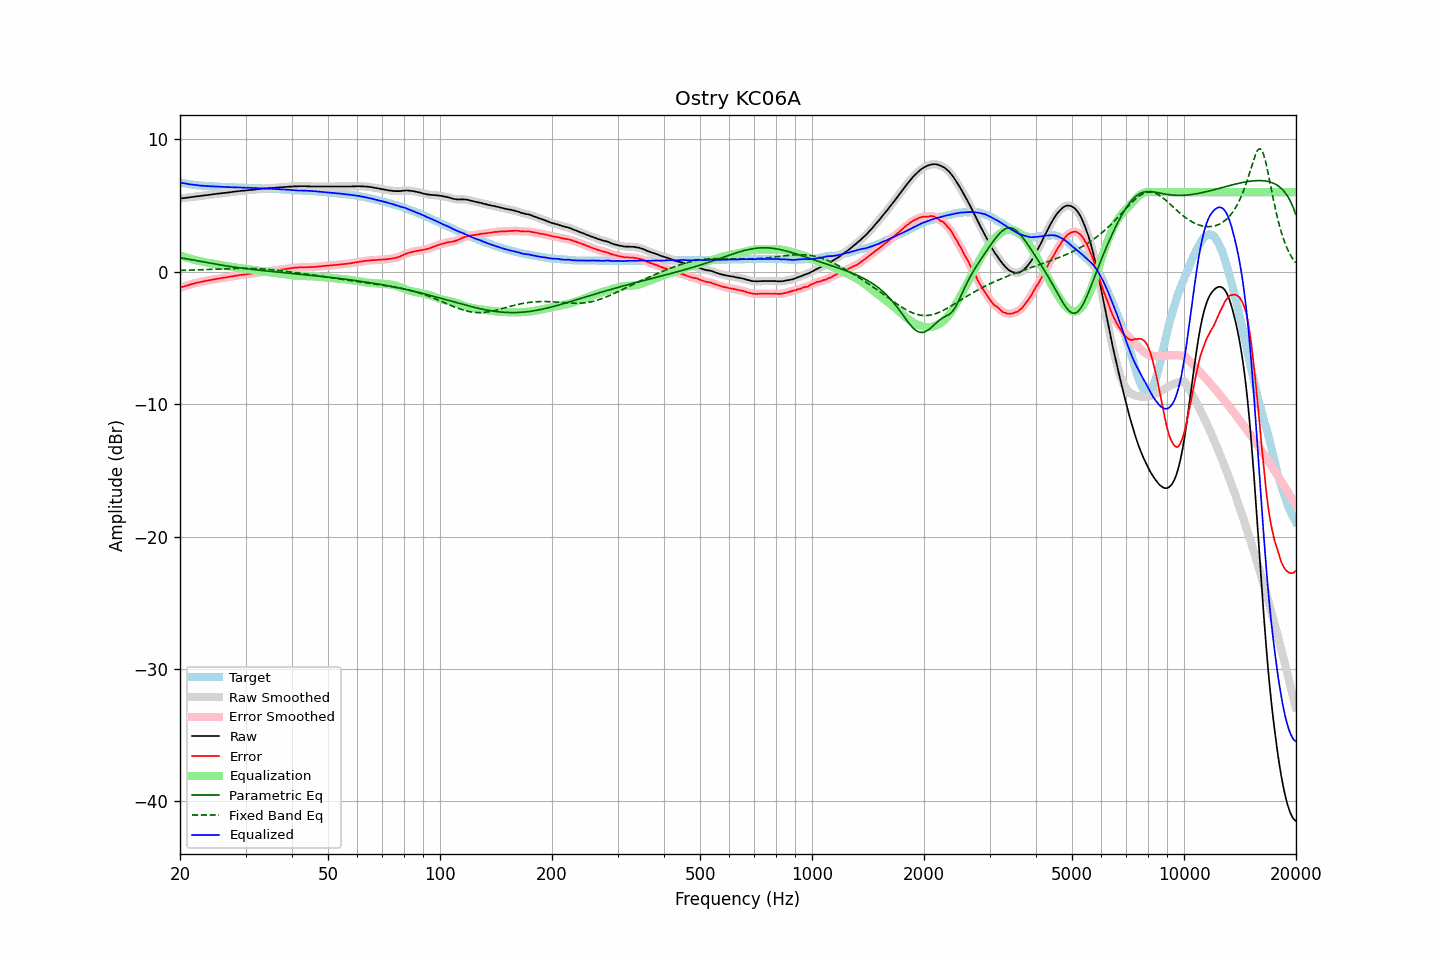 Ostry KC06A
Amplitude (dBr)
10
0
−10
−20
−30
−40
Target
Raw Smoothed
Error Smoothed
Raw
Error
Equalization
Parametric Eq
Fixed Band Eq
Equalized
20 50 100 200 500 1000 2000 5000 10000 20000
Frequency (Hz)